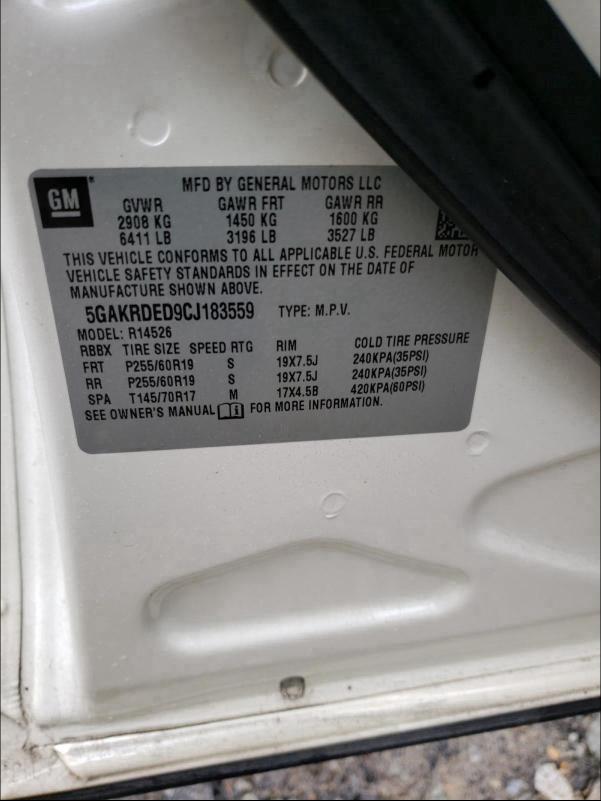 GM ®
MFD BY GENERAL MOTORS LLC
GVWR GAWR FRT GAWR RR
2908 KG 1450 KG 1600 KG
6411 LB 3196 LB 3527 LB
THIS VEHICLE CONFORMS TO ALL APPLICABLE U.S. FEDERAL MOTOR
VEHICLE SAFETY STANDARDS IN EFFECT ON THE DATE OF
MANUFACTURE SHOWN ABOVE.
5GAKRDED9CJ183559 TYPE: M.P.V.
MODEL: R14526
RBBX TIRE SIZE SPEED RTG RIM COLD TIRE PRESSURE
FRT P255/60R19 S 19X7.5J 240KPA(35PSI)
RR P255/60R19 S 19X7.5J 240KPA(35PSI)
SPA T145/70R17 M 17X4.5B 420KPA(60PSI)
SEE OWNER'S MANUAL FOR MORE INFORMATION.